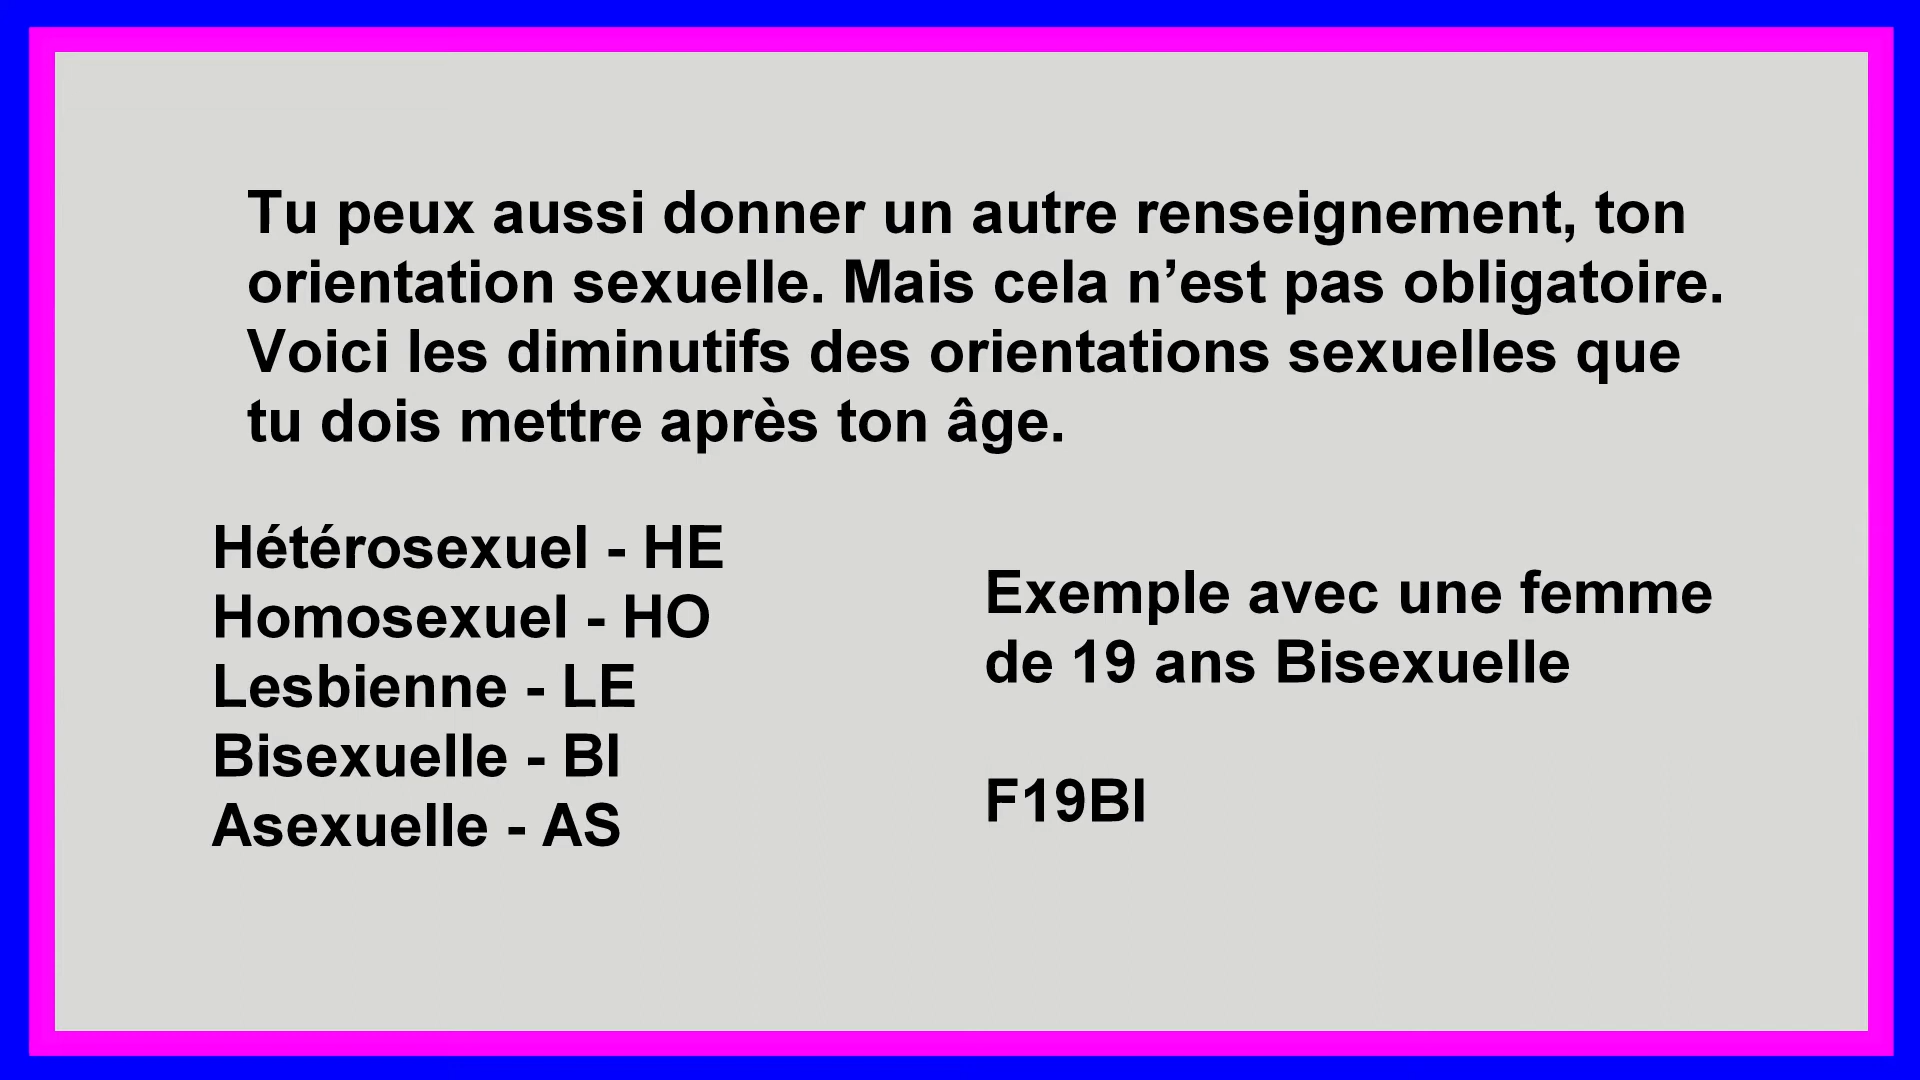 Tu peux aussi donner un autre renseignement, ton
orientation sexuelle. Mais cela n’est pas obligatoire.
Voici les diminutifs des orientations sexuelles que
tu dois mettre après ton âge.
Hétérosexuel - HE
Homosexuel - HO
Lesbienne - LE
Bisexuelle - BI
Asexuelle - AS
Exemple avec une femme
de 19 ans Bisexuelle
F19BI